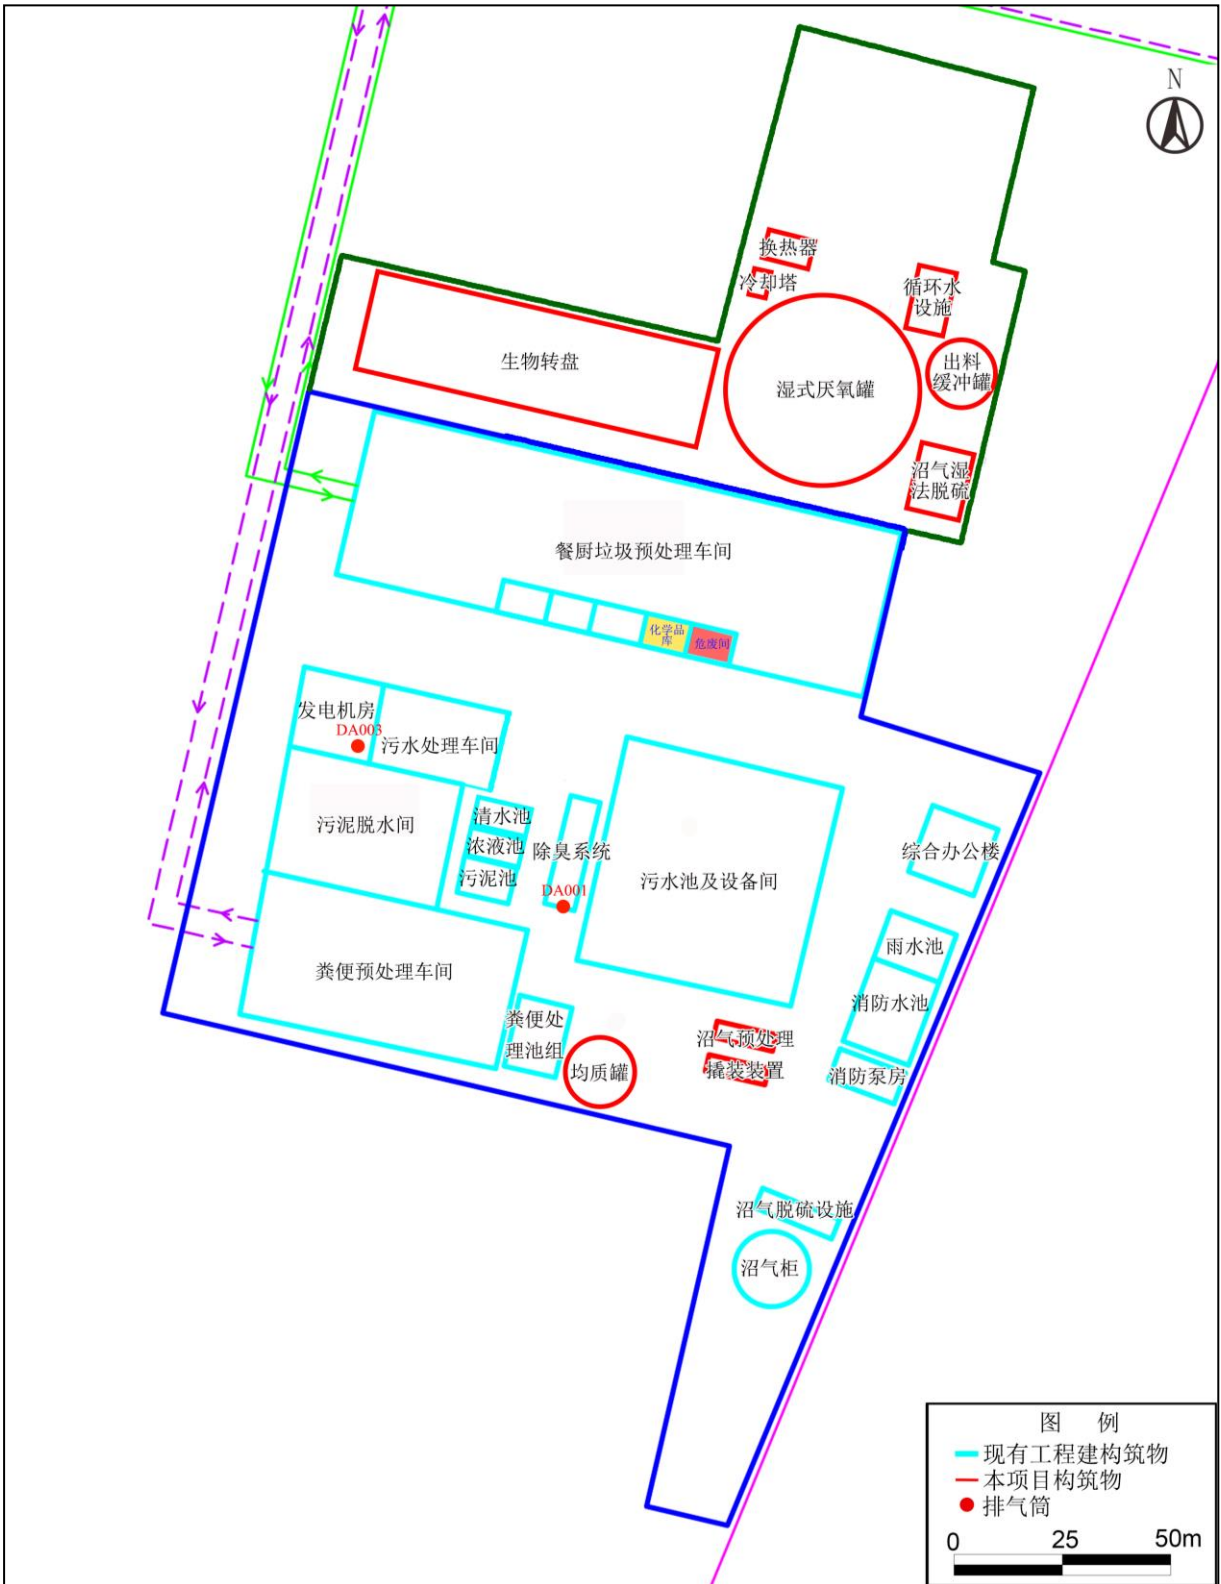 N
换热器
冷却塔
循环水
设施
生物转盘
湿式厌氧罐
出料
缓冲罐
沼气湿
法脱硫
餐厨垃圾预处理车间
化学品
库
危废间
发电机房
DA003
污水处理车间
污泥脱水间
清水池
浓液池
污泥池
除臭系统
DA001
污水池及设备间
综合办公楼
雨水池
消防水池
消防泵房
粪便预处理车间
粪便处
理池组
均质罐
沼气预处理
撬装装置
沼气脱硫设施
沼气柜
图 例
现有工程建构筑物
本项目构筑物
排气筒
0 25 50m